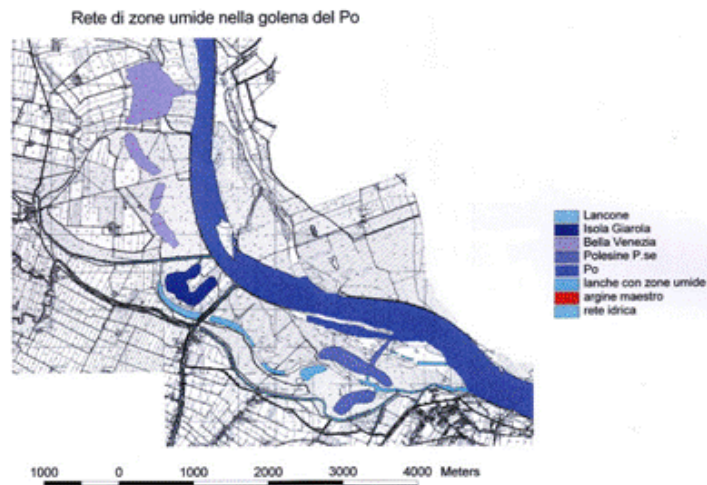 Rete di zone umide nella golena del Po
Lancone
Isola Giarola
Bella Venezia
Polesine P.se
Po
lanche con zone umide
argine maestro
rete idrica
1000 0 1000 2000 3000 4000 Meters